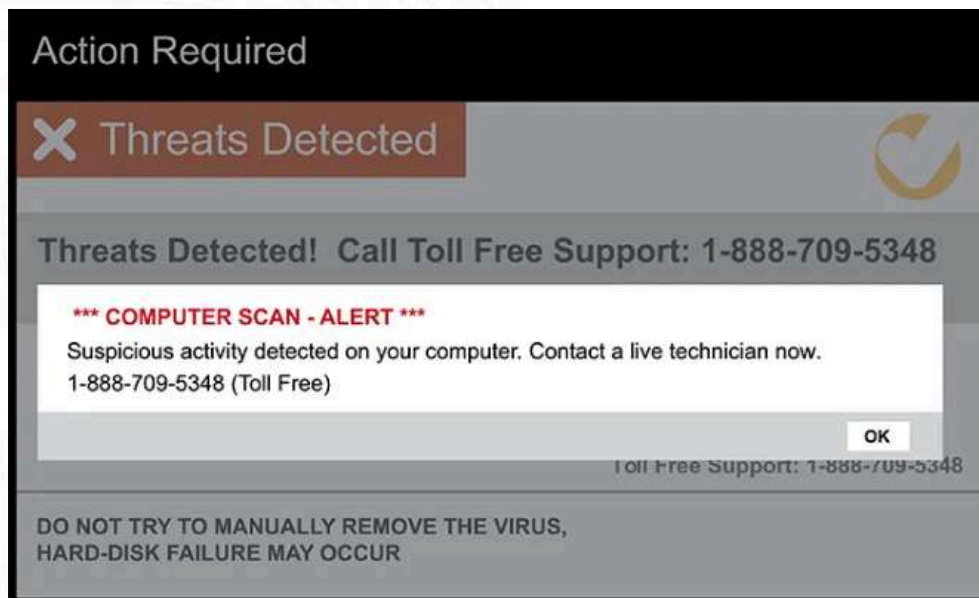 Action Required
Threats Detected
Threats Detected! Call Toll Free Support: 1-888-709-5348
*** COMPUTER SCAN - ALERT ***
Suspicious activity detected on your computer. Contact a live technician now.
1-888-709-5348 (Toll Free)
OK
Toll Free Support: 1-888-709-5348
DO NOT TRY TO MANUALLY REMOVE THE VIRUS,
HARD-DISK FAILURE MAY OCCUR